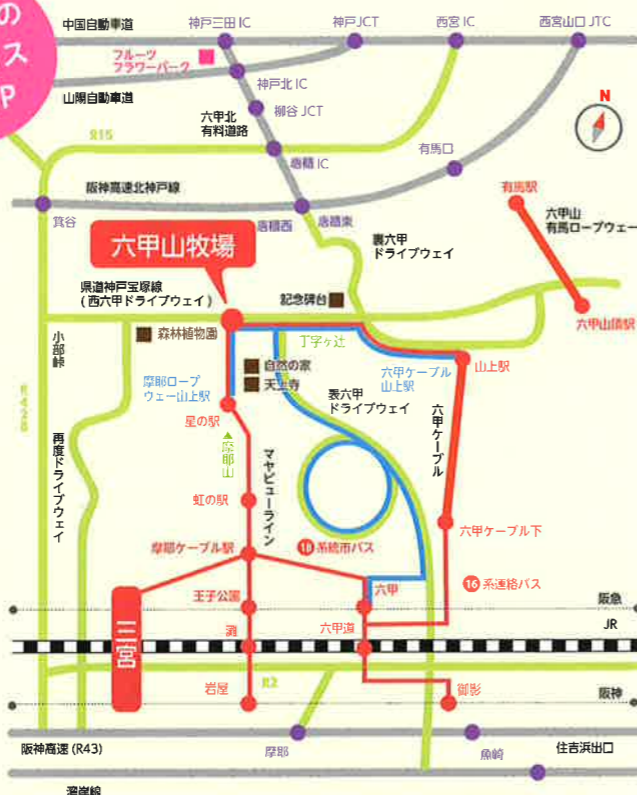 の
ス
P
中国自動車道
神戸三田 IC
神戸JCT
西宮 IC
西宮山口 JTC
フルーツ
フラワーパーク
山陽自動車道
神戸北 IC
六甲北
有料道路
柳谷 JCT
N
R15
唐櫃 IC
有馬口
阪神高速北神戸線
有馬駅
箕谷
唐櫃西
唐櫃東
六甲山
有馬ロープウェー
裏六甲
ドライブウェイ
六甲山牧場
県道神戸宝塚線
(西六甲ドライブウェイ)
記念碑台
六甲山頂駅
小部峠
森林植物園
丁字ヶ辻
自然の家
天上寺
摩耶ロープ
ウェー山上駅
六甲ケーブル
山上駅
山上駅
R428
表六甲
ドライブウェイ
星の駅
六甲ケーブル
▲摩耶山
再度ドライブウェイ
マヤビューライン
虹の駅
六甲ケーブル下
摩耶ケーブル駅
18系統市バス
16系連絡バス
王子公園
六甲
阪急
三宮
灘
六甲道
JR
岩屋
R2
御影
阪神
阪神高速(R43)
摩耶
魚崎
住吉浜出口
湾岸線